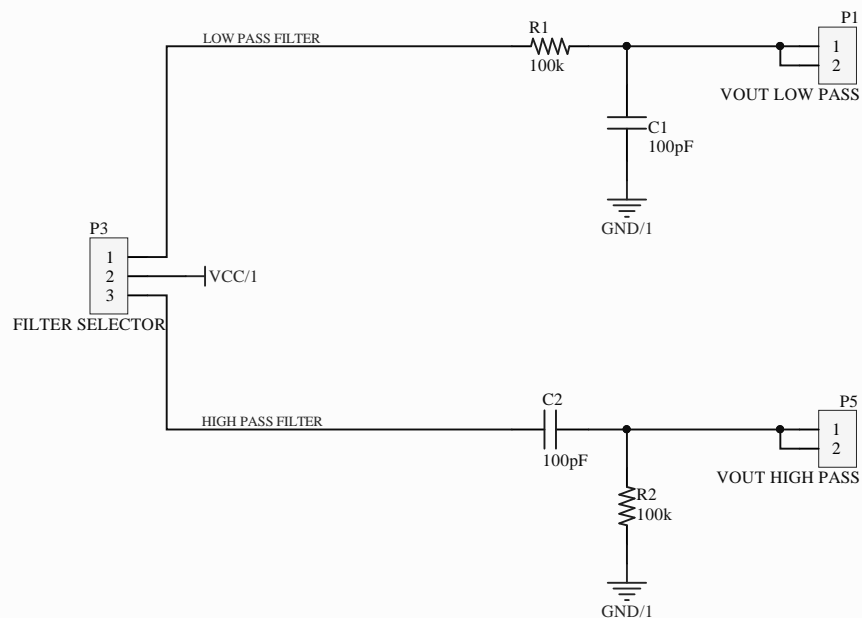 P1
R1
LOW PASS FILTER
1
2
100k
VOUT LOW PASS
C1
100pF
GND/1
P3
1
2
3
VCC/1
FILTER SELECTOR
C2
P5
HIGH PASS FILTER
1
2
100pF
VOUT HIGH PASS
R2
100k
GND/1